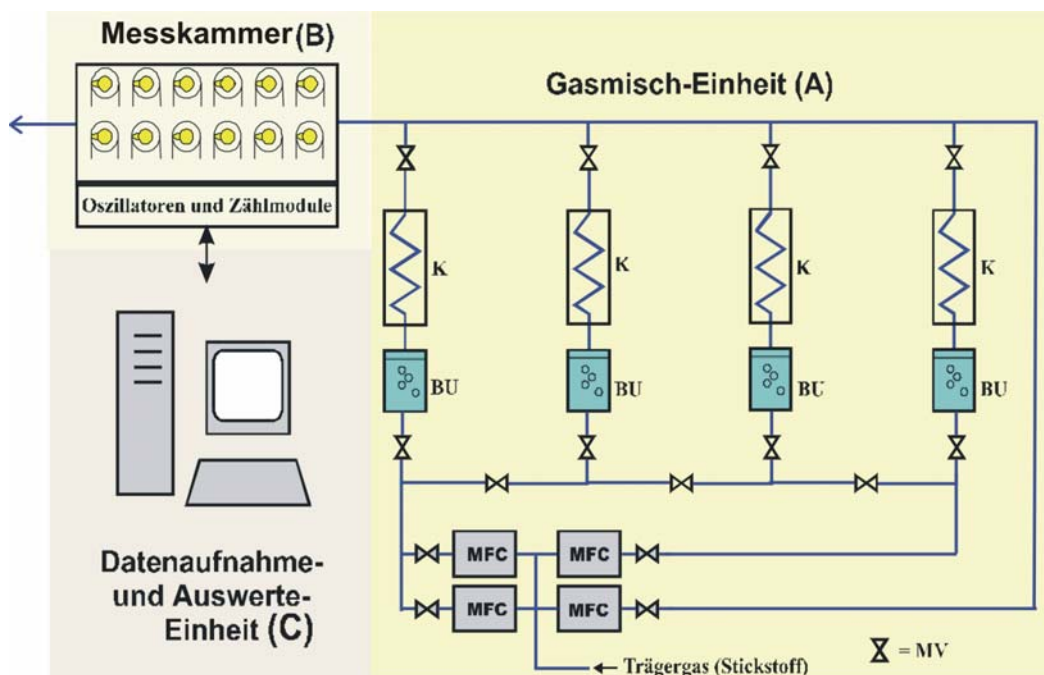 Messkammer (B)
Oszillatoren und Zählmodule
Gasmisch-Einheit (A)
K
K
K
K
BU
BU
BU
BU
MFC
MFC
MFC
MFC
Trägergas (Stickstoff)
= MV
Datenaufnahme-
und Auswerte-
Einheit (C)